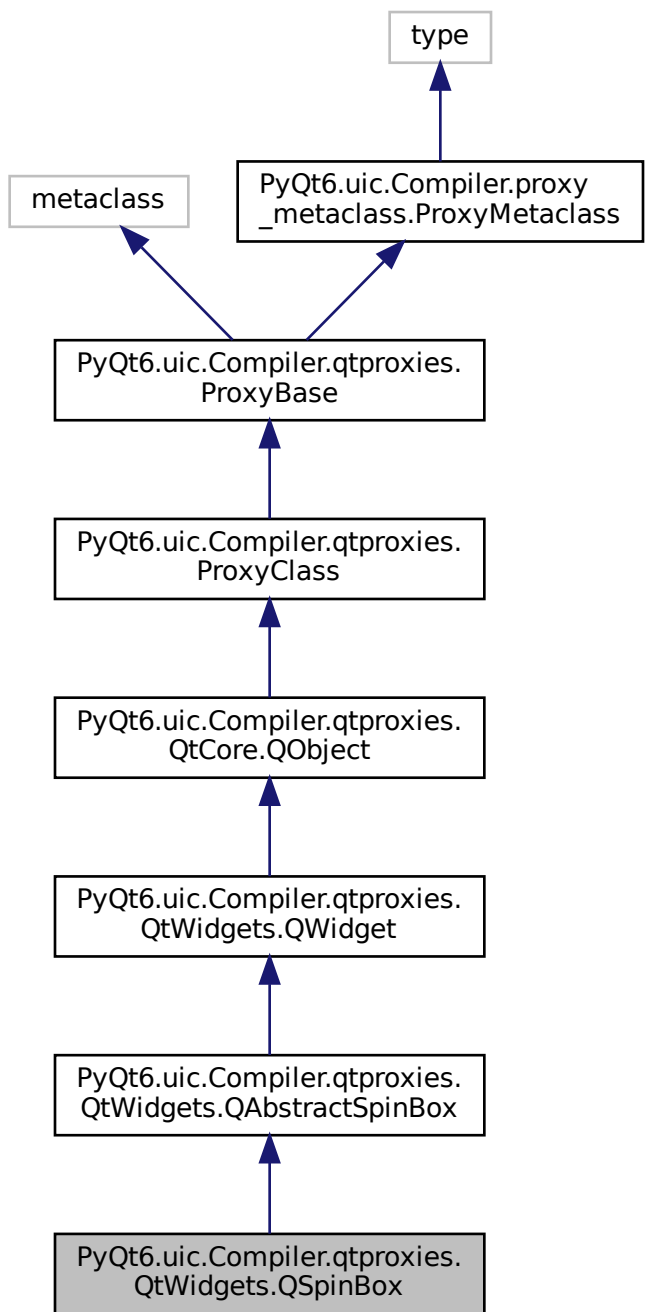 type
metaclass
PyQt6.uic.Compiler.proxy
_metaclass.ProxyMetaclass
PyQt6.uic.Compiler.qtproxies.
ProxyBase
PyQt6.uic.Compiler.qtproxies.
ProxyClass
PyQt6.uic.Compiler.qtproxies.
QtCore.QObject
PyQt6.uic.Compiler.qtproxies.
QtWidgets.QWidget
PyQt6.uic.Compiler.qtproxies.
QtWidgets.QAbstractSpinBox
PyQt6.uic.Compiler.qtproxies.
QtWidgets.QSpinBox